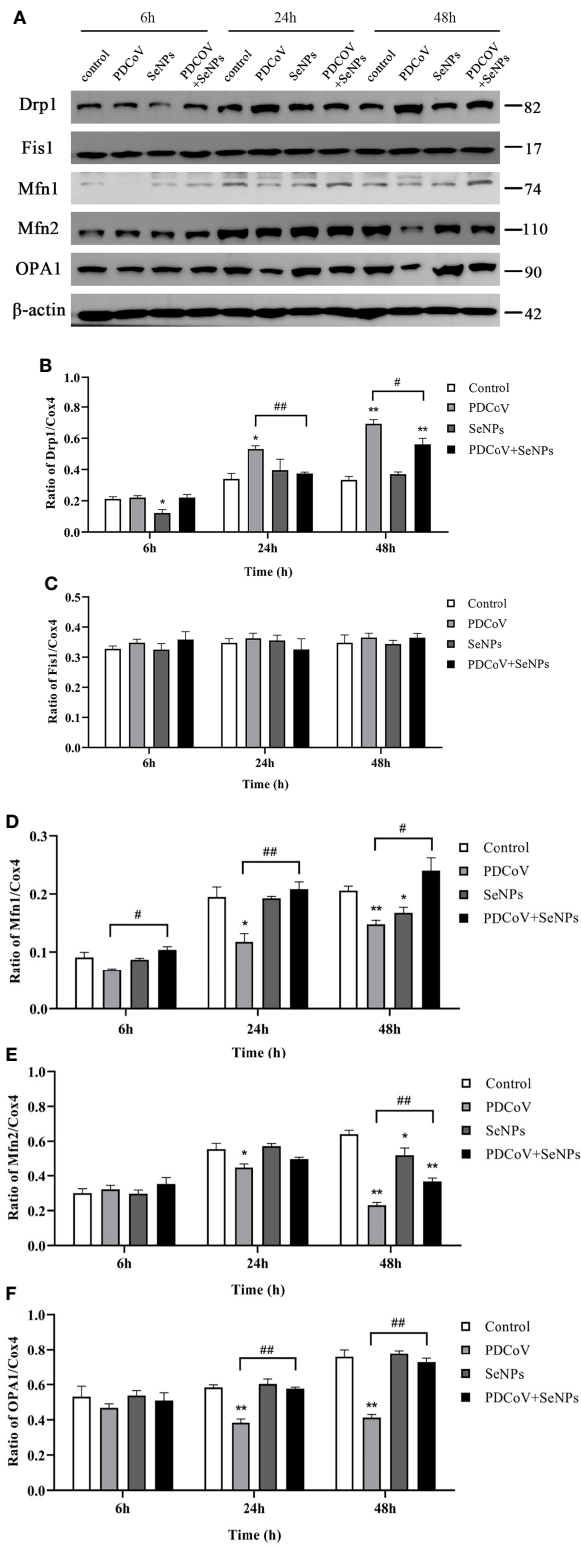 A
6h 24h 48h
control PDCoV SeNPs PDCOV +SeNPs control PDCoV SeNPs PDCOV +SeNPs control PDCoV SeNPs PDCOV +SeNPs
Drp1 82
Fis1 17
Mfn1 74
Mfn2 110
OPA1 90
β-actin 42
B
Ratio of Drp1/Cox4
1.0
0.8
0.6
0.4
0.2
0.0
* * ## ** # **
6h 24h 48h
Time (h)
Control
PDCoV
SeNPs
PDCoV+SeNPs
C
Ratio of Fis1/Cox4
0.5
0.4
0.3
0.2
0.1
0.0
6h 24h 48h
Time (h)
Control
PDCoV
SeNPs
PDCoV+SeNPs
D
Ratio of Mfn1/Cox4
0.3
0.2
0.1
0.0
# * ## ** * #
6h 24h 48h
Time (h)
Control
PDCoV
SeNPs
PDCoV+SeNPs
E
Ratio of Mfn2/Cox4
1.0
0.8
0.6
0.4
0.2
0.0
* ** * ## **
6h 24h 48h
Time (h)
Control
PDCoV
SeNPs
PDCoV+SeNPs
F
Ratio of OPA1/Cox4
1.0
0.8
0.6
0.4
0.2
0.0
** ## ** ##
6h 24h 48h
Time (h)
Control
PDCoV
SeNPs
PDCoV+SeNPs